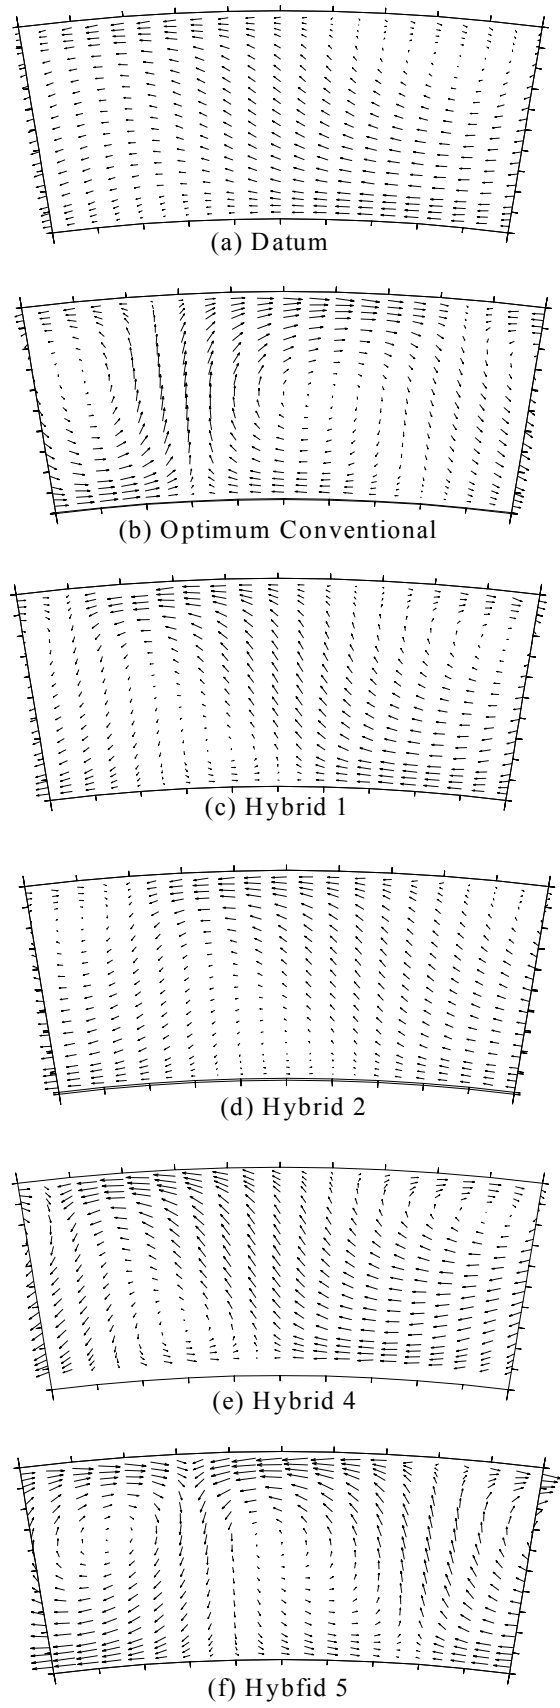 (a) Datum
(b) Optimum Conventional
(c) Hybrid 1
(d) Hybrid 2
(e) Hybrid 4
(f) Hybfid 5